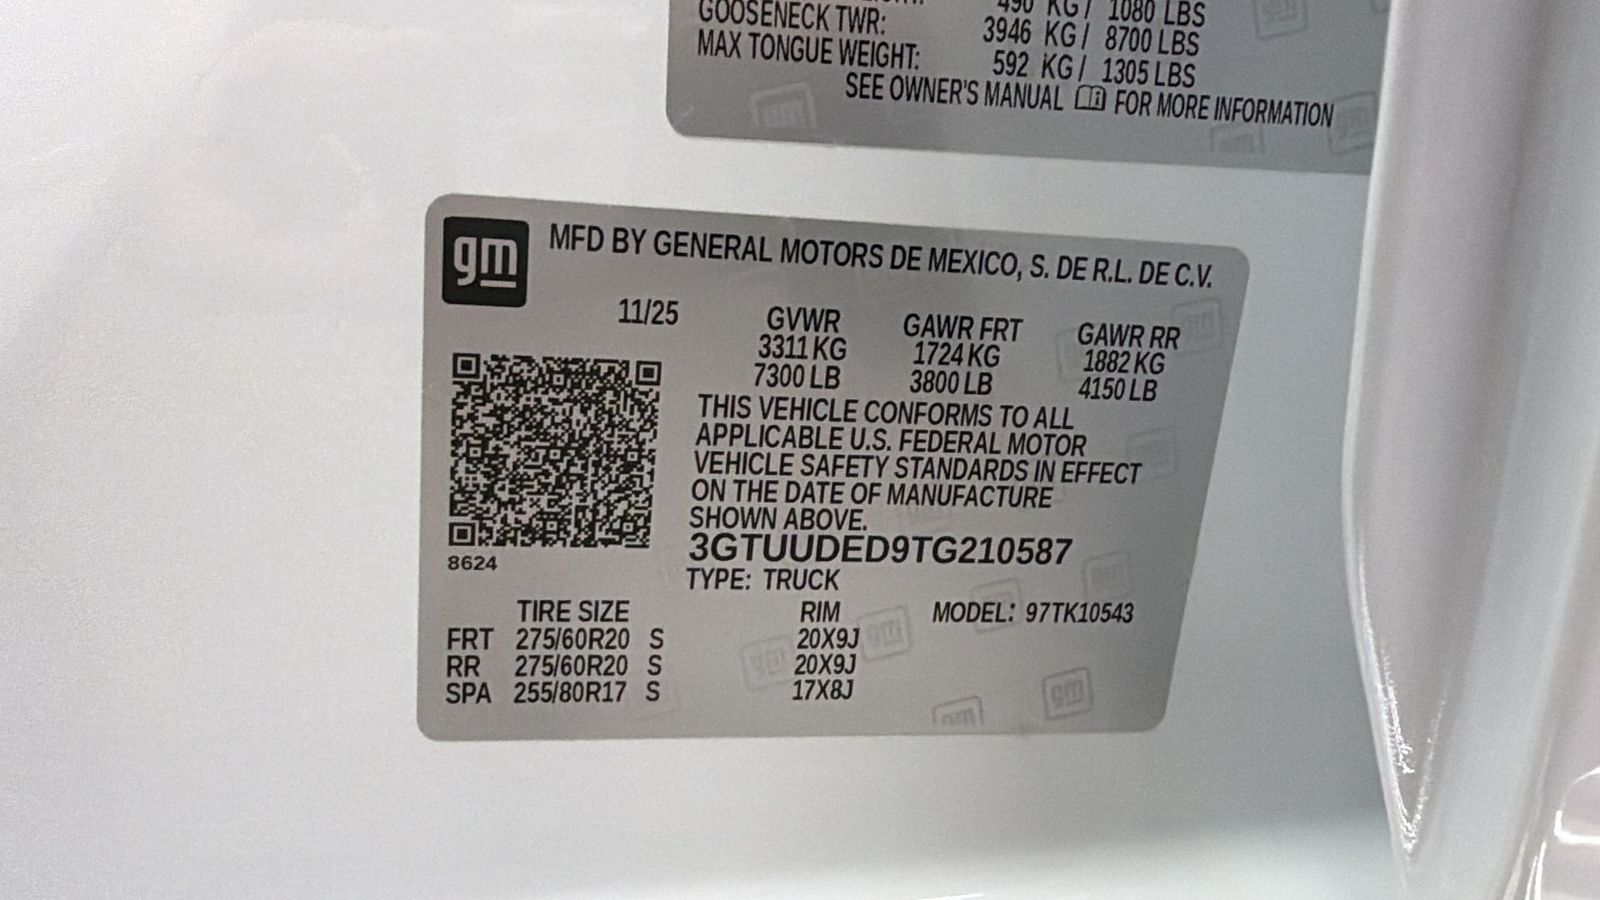 490 KG / 1080 LBS
GOOSENECK TWR: 3946 KG / 8700 LBS
MAX TONGUE WEIGHT: 592 KG / 1305 LBS
SEE OWNER'S MANUAL FOR MORE INFORMATION
gm MFD BY GENERAL MOTORS DE MEXICO, S. DE R.L. DE C.V.
11/25 GVWR GAWR FRT GAWR RR
3311 KG 1724 KG 1882 KG
7300 LB 3800 LB 4150 LB
THIS VEHICLE CONFORMS TO ALL
APPLICABLE U.S. FEDERAL MOTOR
VEHICLE SAFETY STANDARDS IN EFFECT
ON THE DATE OF MANUFACTURE
SHOWN ABOVE.
3GTUUDED9TG210587
8624
TYPE: TRUCK
TIRE SIZE RIM MODEL: 97TK10543
FRT 275/60R20 S 20X9J
RR 275/60R20 S 20X9J
SPA 255/80R17 S 17X8J